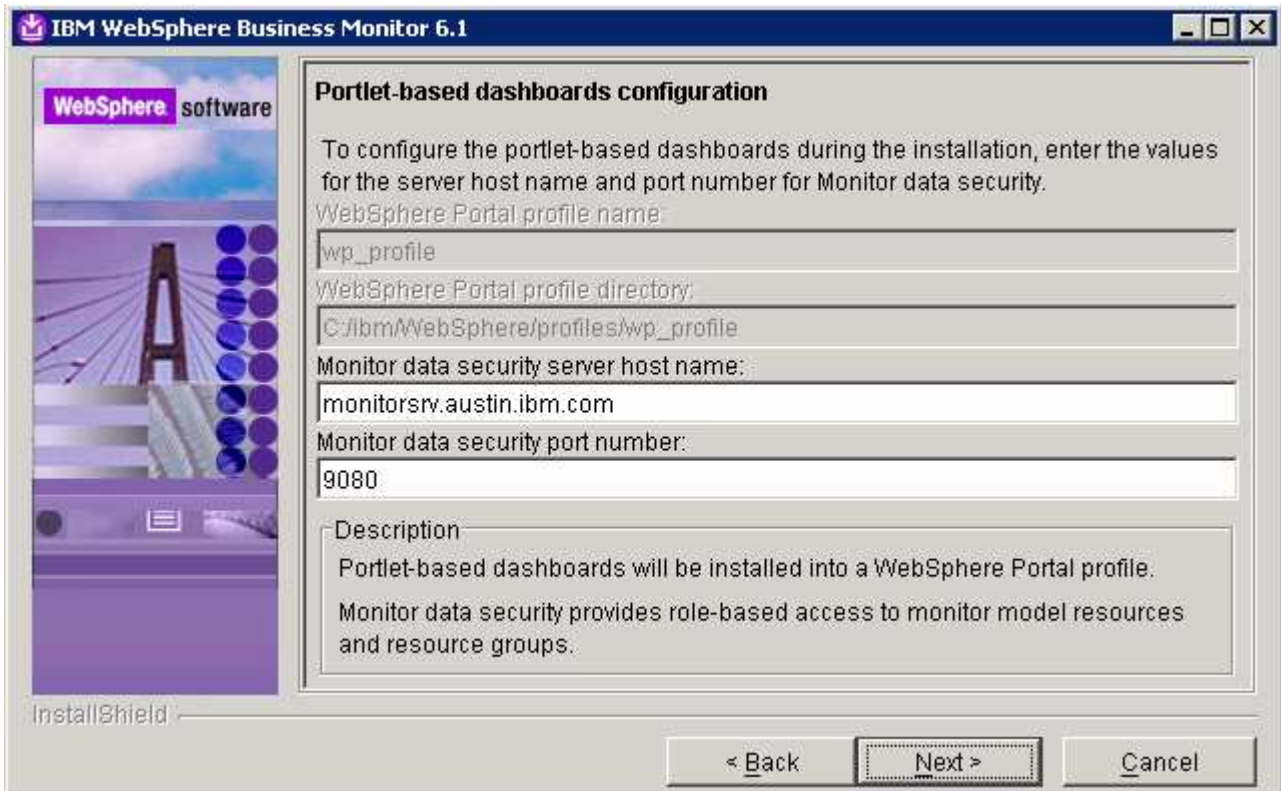 IBM WebSphere Business Monitor 6.1
WebSphere software
Portlet-based dashboards configuration
To configure the portlet-based dashboards during the installation, enter the values
for the server host name and port number for Monitor data security.
WebSphere Portal profile name:
wp_profile
WebSphere Portal profile directory:
C:/ibm/WebSphere/profiles/wp_profile
Monitor data security server host name:
monitorsrv.austin.ibm.com
Monitor data security port number:
9080
Description
Portlet-based dashboards will be installed into a WebSphere Portal profile.
Monitor data security provides role-based access to monitor model resources
and resource groups.
InstallShield
< Back
Next >
Cancel